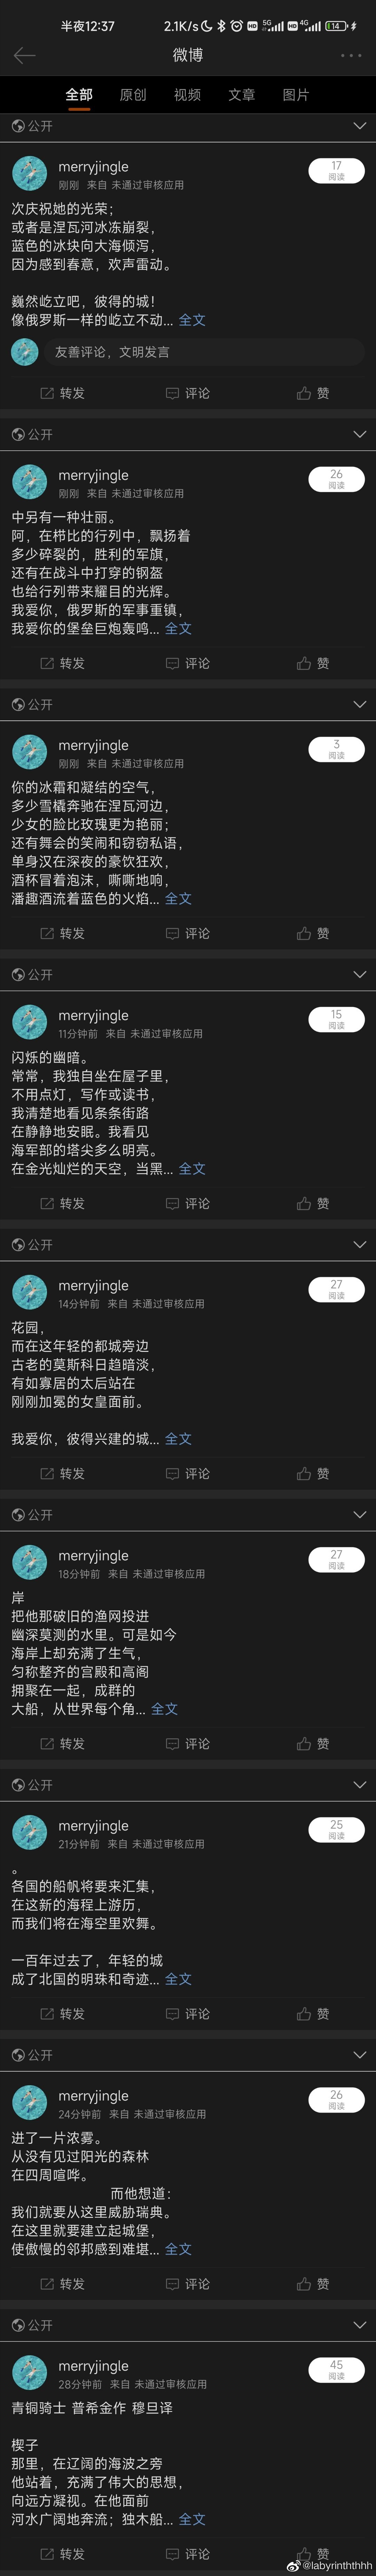 半夜12:37
2.1K/s
HD
5G
HD
4G
14
微博
全部
原创
视频
文章
图片
公开
merryjingle
刚刚 来自 未通过审核应用
17
阅读
次庆祝她的光荣；
或者是涅瓦河冰冻崩裂，
蓝色的冰块向大海倾泻，
因为感到春意，欢声雷动。
巍然屹立吧，彼得的城！
像俄罗斯一样的屹立不动... 全文
友善评论，文明发言
转发
评论
赞
公开
merryjingle
刚刚 来自 未通过审核应用
26
阅读
中另有一种壮丽。
阿，在栉比的行列中，飘扬着
多少碎裂的，胜利的军旗，
还有在战斗中打穿的钢盔
也给行列带来耀目的光辉。
我爱你，俄罗斯的军事重镇，
我爱你的堡垒巨炮轰鸣... 全文
转发
评论
赞
公开
merryjingle
刚刚 来自 未通过审核应用
3
阅读
你的冰霜和凝结的空气，
多少雪橇奔驰在涅瓦河边，
少女的脸比玫瑰更为艳丽；
还有舞会的笑闹和窃窃私语，
单身汉在深夜的豪饮狂欢，
酒杯冒着泡沫，嘶嘶地响，
潘趣酒流着蓝色的火焰... 全文
转发
评论
赞
公开
merryjingle
11分钟前 来自 未通过审核应用
15
阅读
闪烁的幽暗。
常常，我独自坐在屋子里，
不用点灯，写作或读书，
我清楚地看见条条街路
在静静地安眠。我看见
海军部的塔尖多么明亮。
在金光灿烂的天空，当黑... 全文
转发
评论
赞
公开
merryjingle
14分钟前 来自 未通过审核应用
27
阅读
花园，
而在这年轻的都城旁边
古老的莫斯科日趋暗淡，
有如寡居的太后站在
刚刚加冕的女皇面前。
我爱你，彼得兴建的城... 全文
转发
评论
赞
公开
merryjingle
18分钟前 来自 未通过审核应用
27
阅读
岸
把他那破旧的渔网投进
幽深莫测的水里。可是如今
海岸上却充满了生气，
匀称整齐的宫殿和高阁
拥聚在一起，成群的
大船，从世界每个角... 全文
转发
评论
赞
公开
merryjingle
21分钟前 来自 未通过审核应用
25
阅读
。
各国的船帆将要来汇集，
在这新的海程上游历，
而我们将在海空里欢舞。
一百年过去了，年轻的城
成了北国的明珠和奇迹... 全文
转发
评论
赞
公开
merryjingle
24分钟前 来自 未通过审核应用
26
阅读
进了一片浓雾。
从没有见过阳光的森林
在四周喧哗。
而他想道：
我们就要从这里威胁瑞典。
在这里就要建立起城堡，
使傲慢的邻邦感到难堪... 全文
转发
评论
赞
公开
merryjingle
28分钟前 来自 未通过审核应用
45
阅读
青铜骑士 普希金作 穆旦译
楔子
那里，在辽阔的海波之旁
他站着，充满了伟大的思想，
向远方凝视。在他面前
河水广阔地奔流；独木船... 全文
转发
评论
赞
@labyrinththhh